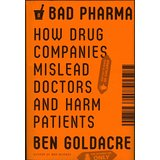 BAD PHARMA
HOW DRUG
COMPANIES
MISLEAD
DOCTORS
AND HARM
PATIENTS
BEN GOLDACRE